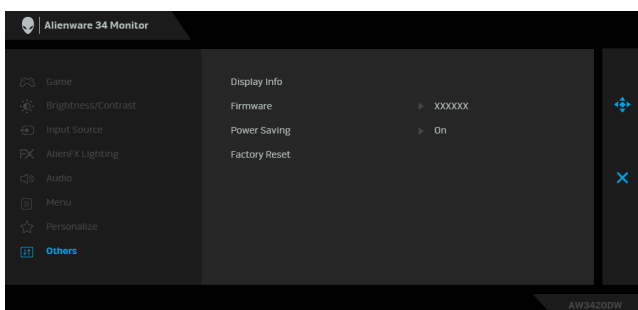 Alienware 34 Monitor
Game
Brightness/Contrast
Input Source
AlienFX Lighting
Audio
Menu
Personalize
Others
Display Info
Firmware XXXXXX
Power Saving On
Factory Reset
AW3420DW